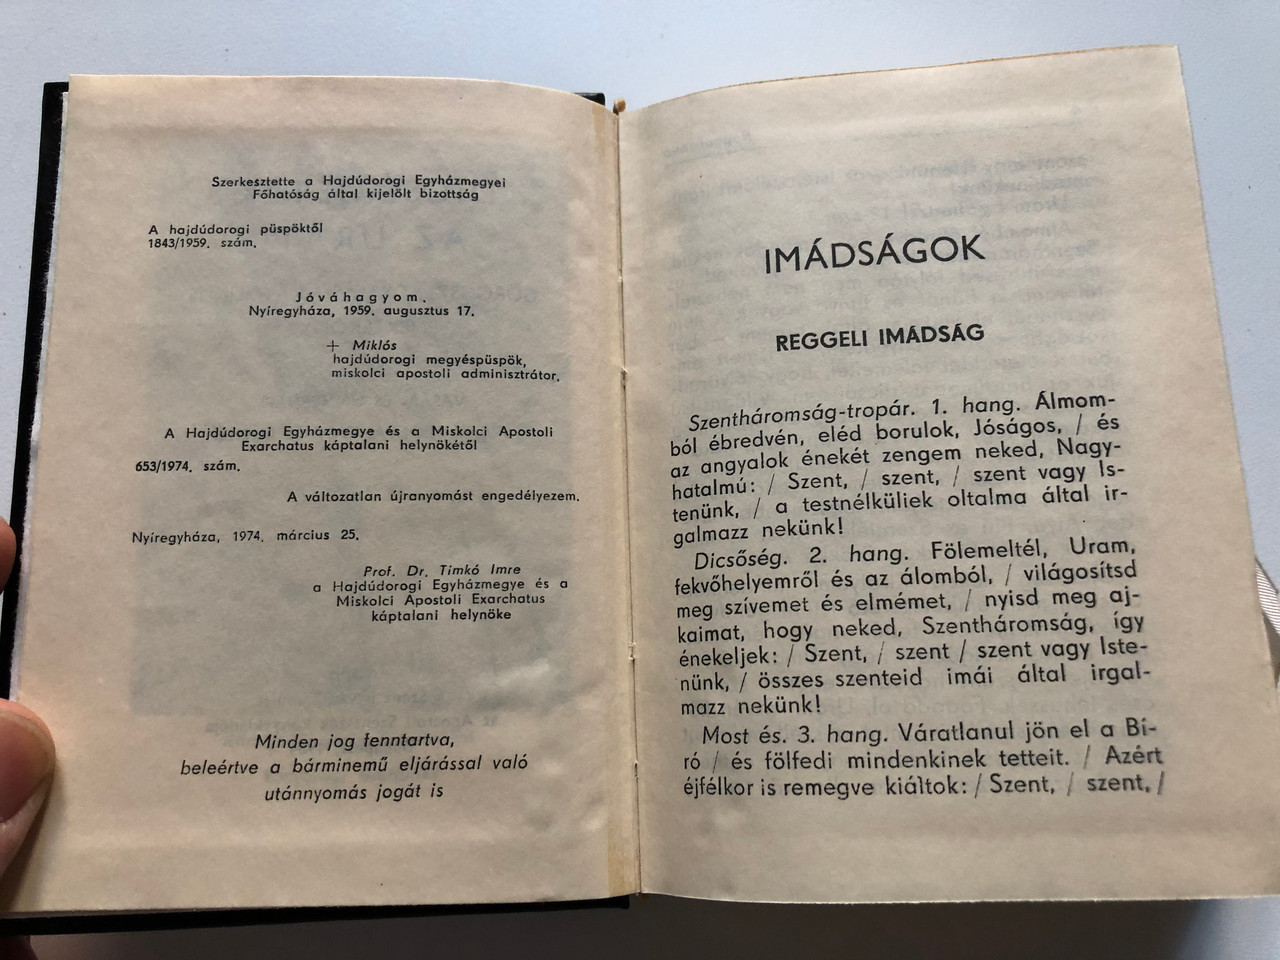 Szerkesztette a Hajdúdorogi Egyházmegyei
Főhatóság által kijelölt bizottság
A hajdúdorogi püspöktől
1843/1959. szám.
Jóváhagyom.
Nyíregyháza, 1959. augusztus 17.
+ Miklós
hajdúdorogi megyéspüspök,
miskolci apostoli adminisztrátor.
A Hajdúdorogi Egyházmegye és a Miskolci Apostoli
Exarchatus káptalani helynökétől
653/1974. szám.
A változatlan újranyomást engedélyezem.
Nyíregyháza, 1974. március 25.
Prof. Dr. Timkó Imre
a Hajdúdorogi Egyházmegye és a
Miskolci Apostoli Exarchatus
káptalani helynöke
Minden jog fenntartva,
beleértve a bárminemű eljárással való
utánnyomás jogát is
IMÁDSÁGOK
REGGELI IMÁDSÁG
Szentháromság-tropár. 1. hang. Álmom-
ból ébredvén, eléd borulok, Jóságos, / és
az angyalok énekét zengem neked, Nagy-
hatalmú: / Szent, / szent, / szent vagy Is-
tenünk, / a testnélküliek oltalma által ir-
galmazz nekünk!
Dicsőség. 2. hang. Fölemeltél, Uram,
fekvőhelyemről és az álomból, / világosítsd
meg szívemet és elmémet, / nyisd meg aj-
kaimat, hogy neked, Szentháromság, így
énekeljek: / Szent, / szent / szent vagy Iste-
nünk, / összes szenteid imái által irgal-
mazz nekünk!
Most és. 3. hang. Váratlanul jön el a Bí-
ró / és fölfedi mindenkinek tetteit. / Azért
éjfélkor is remegve kiáltok: / Szent, / szent, /